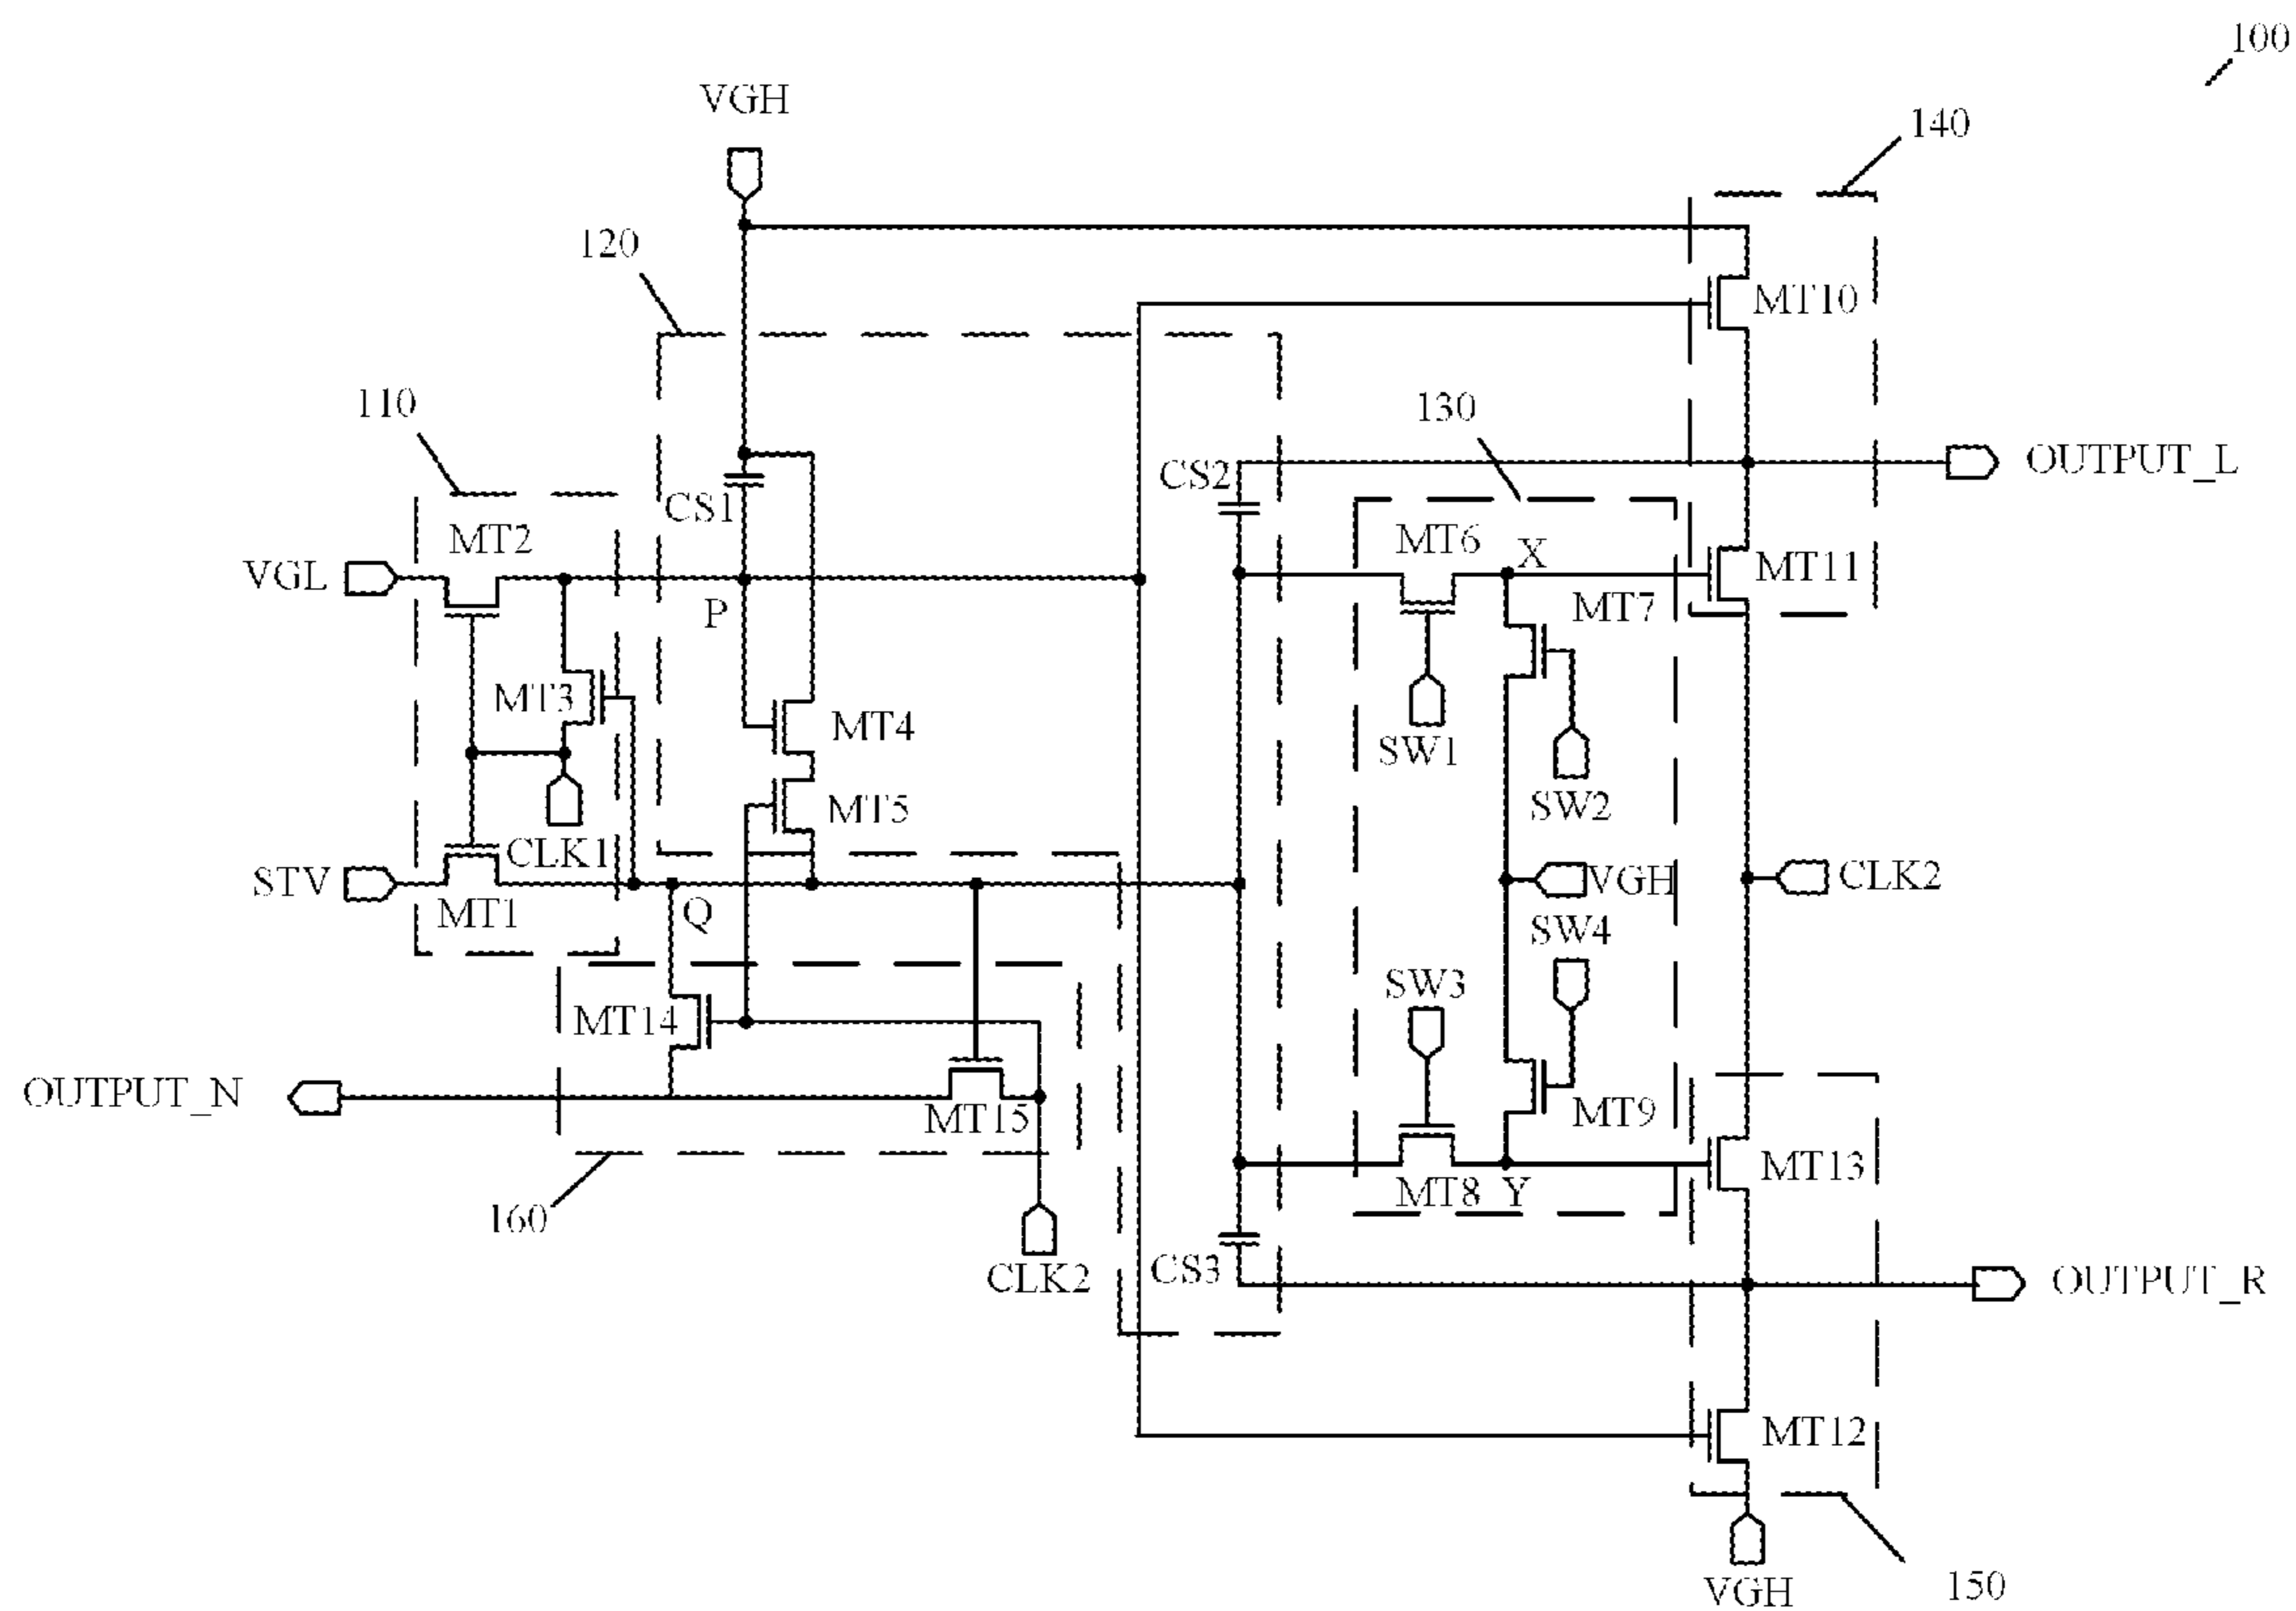 100
VGH
140
120
MT10
110
130
CS2
OUTPUT_L
CS1
MT2
MT6
X
VGL
MT7
MT11
P
MT3
MT4
SW1
MT5
SW2
CLK1
STV
VGH
CLK2
MT1
Q
SW4
SW3
MT14
OUTPUT_N
MT15
MT9
MT13
MT8
Y
160
CS3
CLK2
OUTPUT_R
MT12
VGH
150